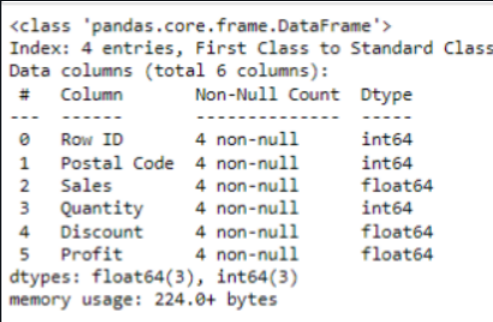 <class 'pandas.core.frame.DataFrame'>
Index: 4 entries, First Class to Standard Class
Data columns (total 6 columns):
#   Column       Non-Null Count  Dtype
---  ------       --------------  -----
0   Row ID       4 non-null      int64
1   Postal Code  4 non-null      int64
2   Sales        4 non-null      float64
3   Quantity     4 non-null      int64
4   Discount     4 non-null      float64
5   Profit       4 non-null      float64
dtypes: float64(3), int64(3)
memory usage: 224.0+ bytes